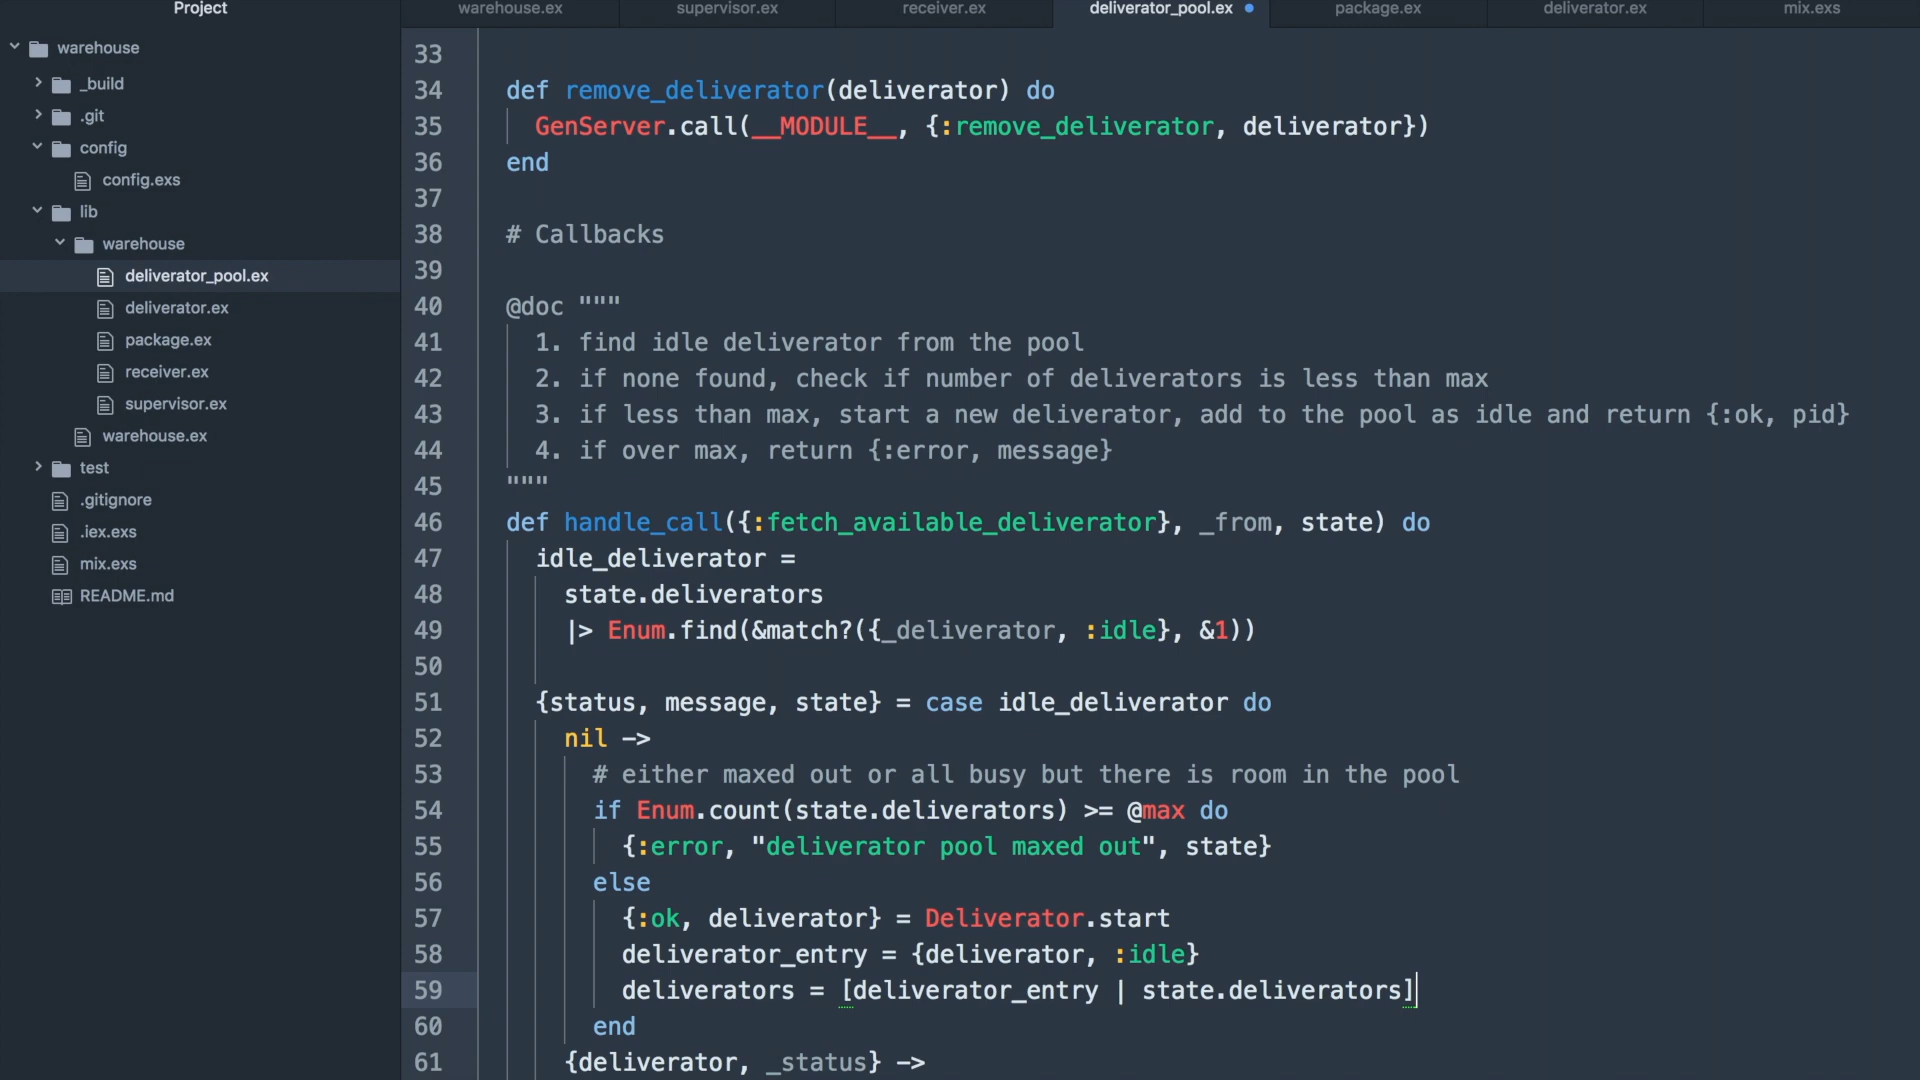 Project
warehouse.ex supervisor.ex receiver.ex deliverator_pool.ex package.ex deliverator.ex mix.exs
warehouse
_build
.git
config
config.exs
lib
warehouse
deliverator_pool.ex
deliverator.ex
package.ex
receiver.ex
supervisor.ex
warehouse.ex
test
.gitignore
.iex.exs
mix.exs
README.md
33
34 def remove_deliverator(deliverator) do
35 GenServer.call(__MODULE__, {:remove_deliverator, deliverator})
36 end
37
38 # Callbacks
39
40 @doc """
41 1. find idle deliverator from the pool
42 2. if none found, check if number of deliverators is less than max
43 3. if less than max, start a new deliverator, add to the pool as idle and return {:ok, pid}
44 4. if over max, return {:error, message}
45 """
46 def handle_call({:fetch_available_deliverator}, _from, state) do
47 idle_deliverator =
48 state.deliverators
49 |> Enum.find(&match?({_deliverator, :idle}, &1))
50
51 {status, message, state} = case idle_deliverator do
52 nil ->
53 # either maxed out or all busy but there is room in the pool
54 if Enum.count(state.deliverators) >= @max do
55 {:error, "deliverator pool maxed out", state}
56 else
57 {:ok, deliverator} = Deliverator.start
58 deliverator_entry = {deliverator, :idle}
59 deliverators = [deliverator_entry | state.deliverators]
60 end
61 {deliverator, _status} ->